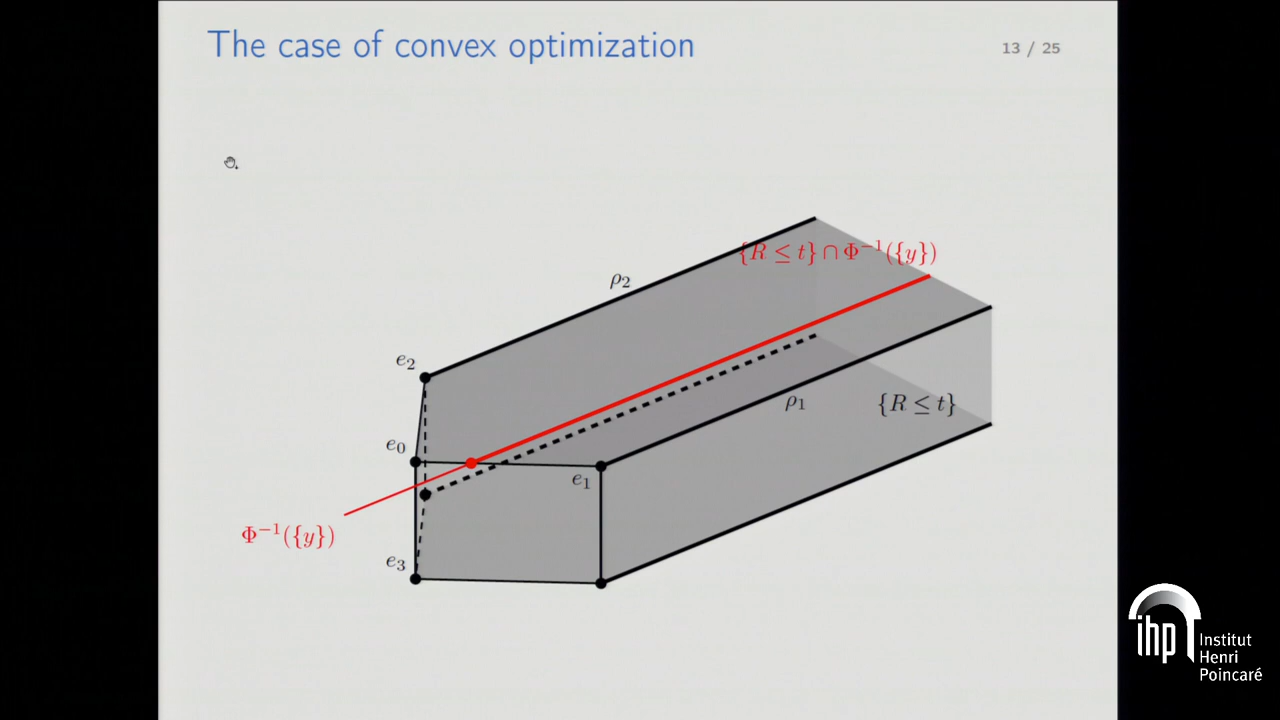 The case of convex optimization
13 / 25
{R ≤ t} ∩ Φ⁻¹({y})
ρ₂
e₂
ρ₁
{R ≤ t}
e₀
e₁
Φ⁻¹({y})
e₃
ihp
Institut
Henri
Poincaré